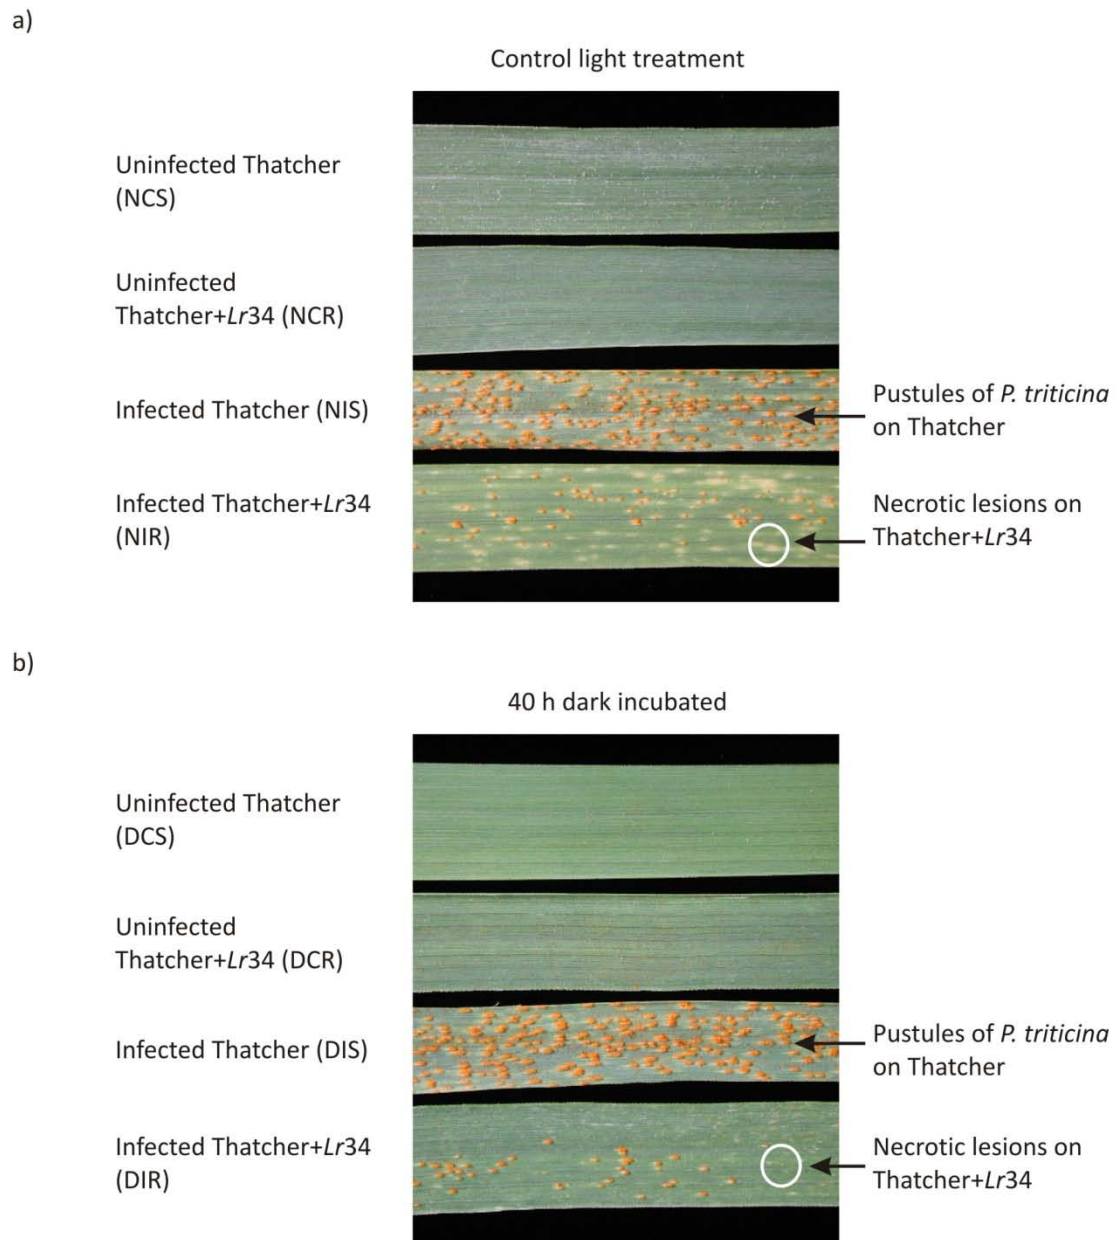 a)
Control light treatment
Uninfected Thatcher
(NCS)
Uninfected
Thatcher+Lr34 (NCR)
Infected Thatcher (NIS)
Pustules of P. triticina
on Thatcher
Infected Thatcher+Lr34
(NIR)
Necrotic lesions on
Thatcher+Lr34
b)
40 h dark incubated
Uninfected Thatcher
(DCS)
Uninfected
Thatcher+Lr34 (DCR)
Infected Thatcher (DIS)
Pustules of P. triticina
on Thatcher
Infected Thatcher+Lr34
(DIR)
Necrotic lesions on
Thatcher+Lr34